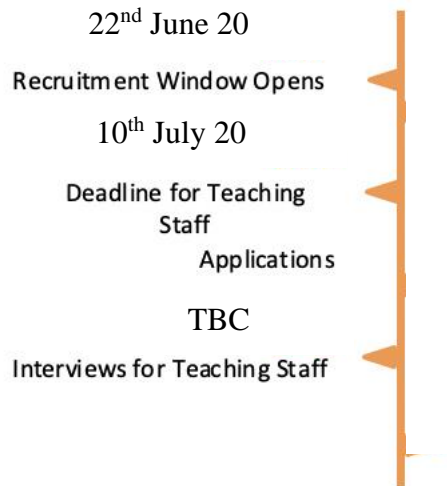 22nd June 20
Recruitment Window Opens
10th July 20
Deadline for Teaching
Staff
Applications
TBC
Interviews for Teaching Staff